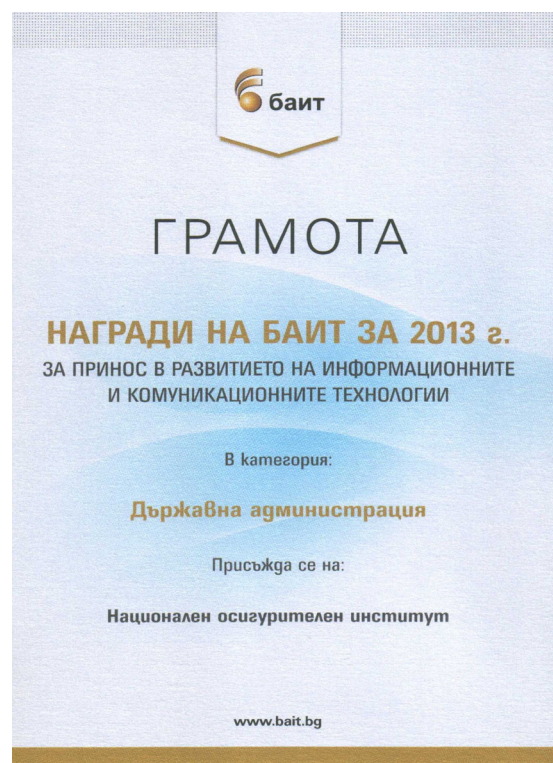 баит
ГРАМОТА
НАГРАДИ НА БАИТ ЗА 2013 г.
ЗА ПРИНОС В РАЗВИТИЕТО НА ИНФОРМАЦИОННИТЕ
И КОМУНИКАЦИОННИТЕ ТЕХНОЛОГИИ
В категория:
Държавна администрация
Присъжда се на:
Национален осигурителен институт
www.bait.bg